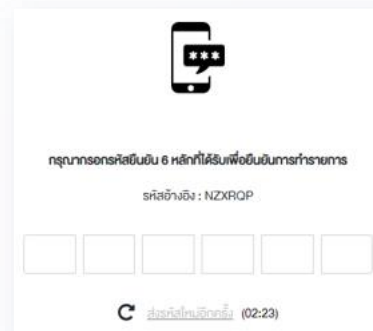 ***
กรุณากรอกรหัสยืนยัน 6 หลักที่ได้รับเพื่อยืนยันการทำรายการ
รหัสอ้างอิง : NZXRQP
ส่งรหัสใหม่อีกครั้ง (02:23)